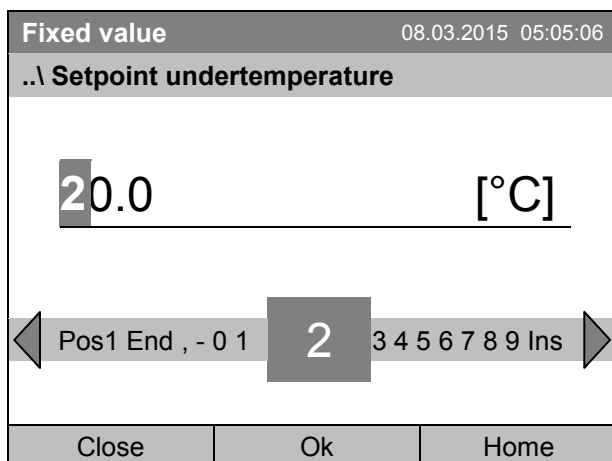 Fixed value 08.03.2015 05:05:06
..\ Setpoint undertemperature
20.0 [°C]
Pos1 End , - 0 1 2 3 4 5 6 7 8 9 Ins
Close Ok Home